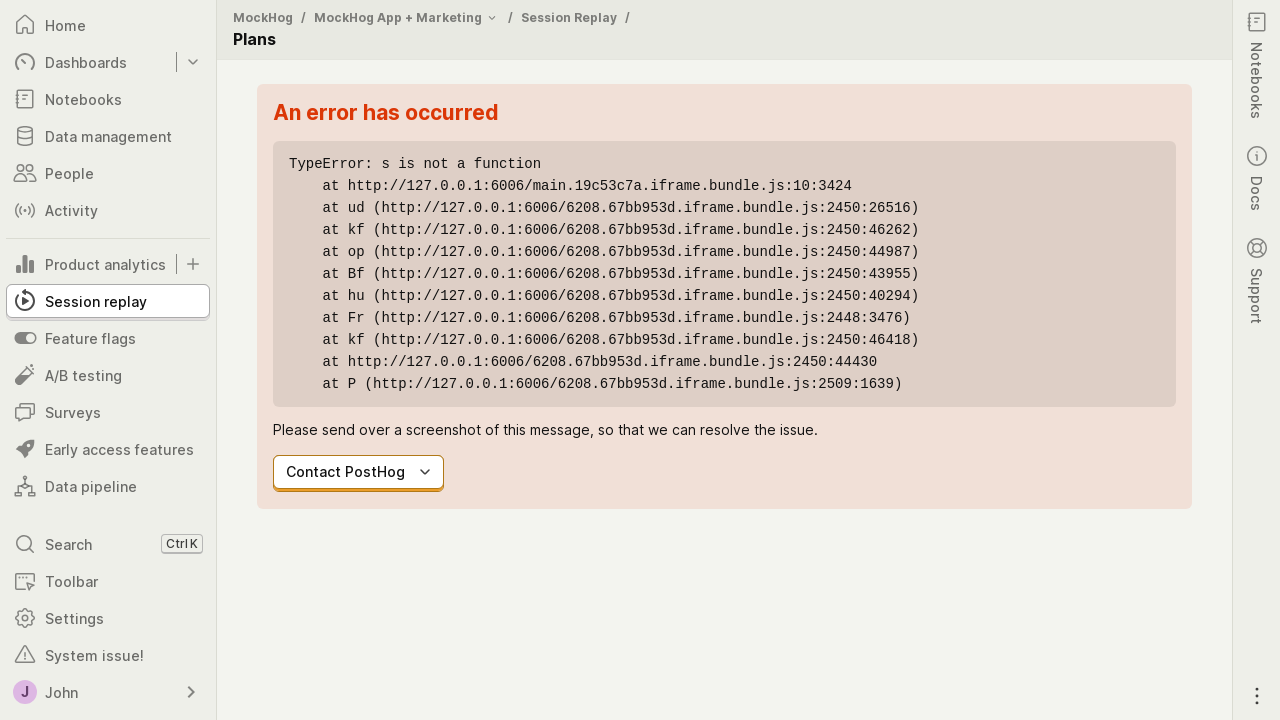 Home
Dashboards
Notebooks
Data management
People
Activity
Product analytics
Session replay
Feature flags
A/B testing
Surveys
Early access features
Data pipeline
Search Ctrl K
Toolbar
Settings
System issue!
J John
MockHog / MockHog App + Marketing / Session Replay /
Plans
An error has occurred
TypeError: s is not a function
    at http://127.0.0.1:6006/main.19c53c7a.iframe.bundle.js:10:3424
    at ud (http://127.0.0.1:6006/6208.67bb953d.iframe.bundle.js:2450:26516)
    at kf (http://127.0.0.1:6006/6208.67bb953d.iframe.bundle.js:2450:46262)
    at op (http://127.0.0.1:6006/6208.67bb953d.iframe.bundle.js:2450:44987)
    at Bf (http://127.0.0.1:6006/6208.67bb953d.iframe.bundle.js:2450:43955)
    at hu (http://127.0.0.1:6006/6208.67bb953d.iframe.bundle.js:2450:40294)
    at Fr (http://127.0.0.1:6006/6208.67bb953d.iframe.bundle.js:2448:3476)
    at kf (http://127.0.0.1:6006/6208.67bb953d.iframe.bundle.js:2450:46418)
    at http://127.0.0.1:6006/6208.67bb953d.iframe.bundle.js:2450:44430
    at P (http://127.0.0.1:6006/6208.67bb953d.iframe.bundle.js:2509:1639)
Please send over a screenshot of this message, so that we can resolve the issue.
Contact PostHog
Notebooks
Docs
Support